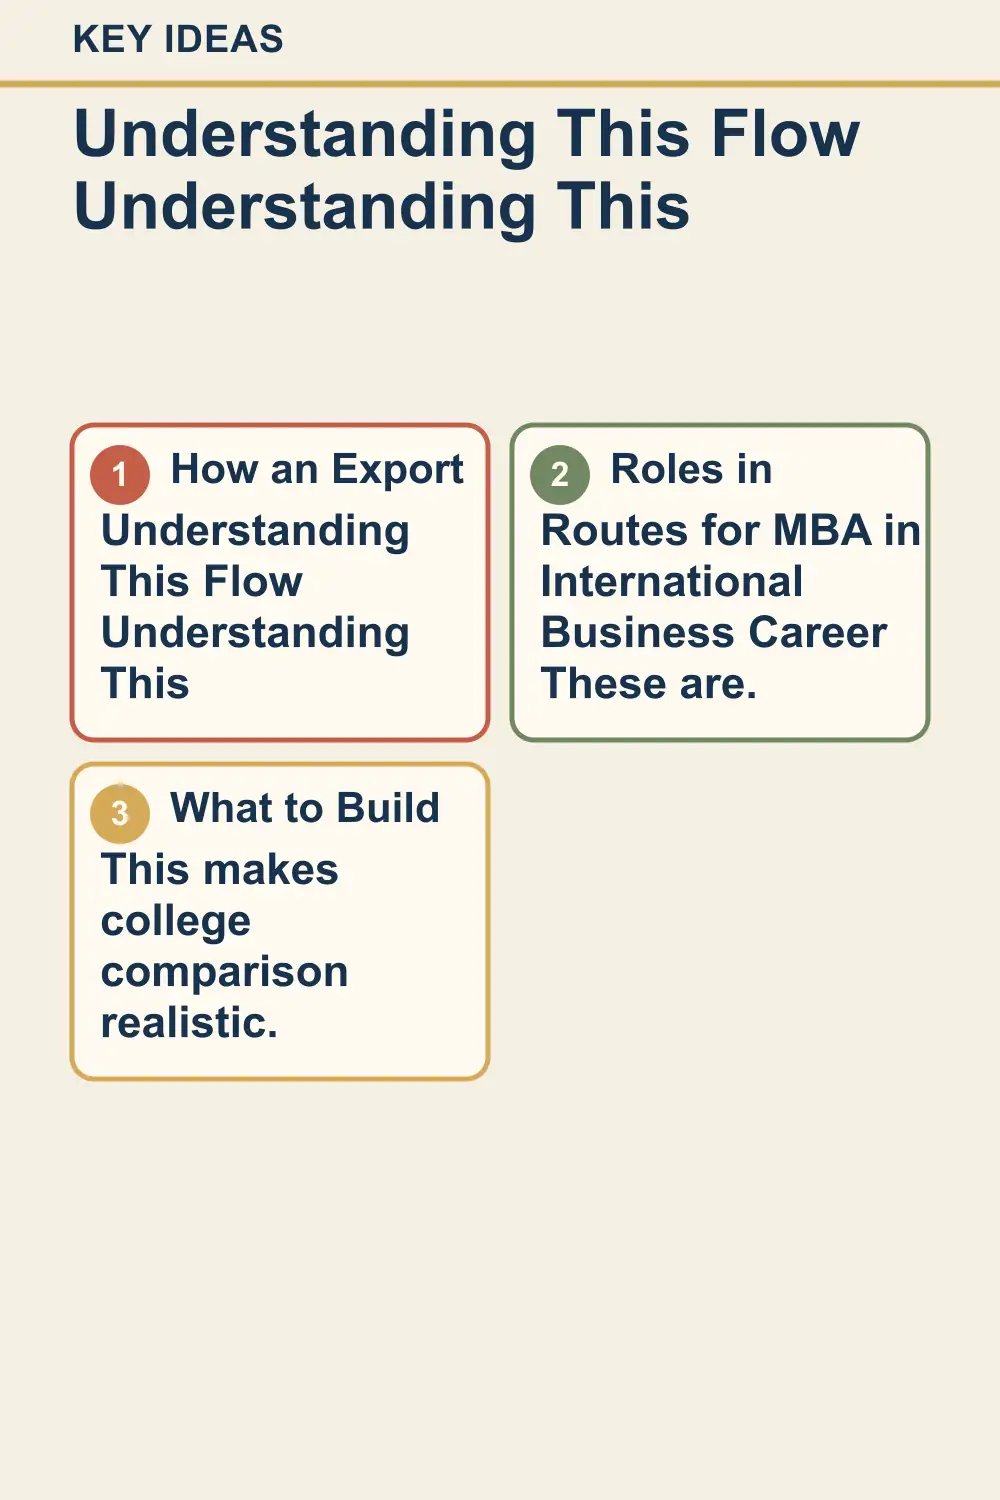 KEY IDEAS
Understanding This Flow
Understanding This
1 How an Export
Understanding
This Flow
Understanding
This
2 Roles in
Routes for MBA in
International
Business Career
These are.
3 What to Build
This makes
college
comparison
realistic.